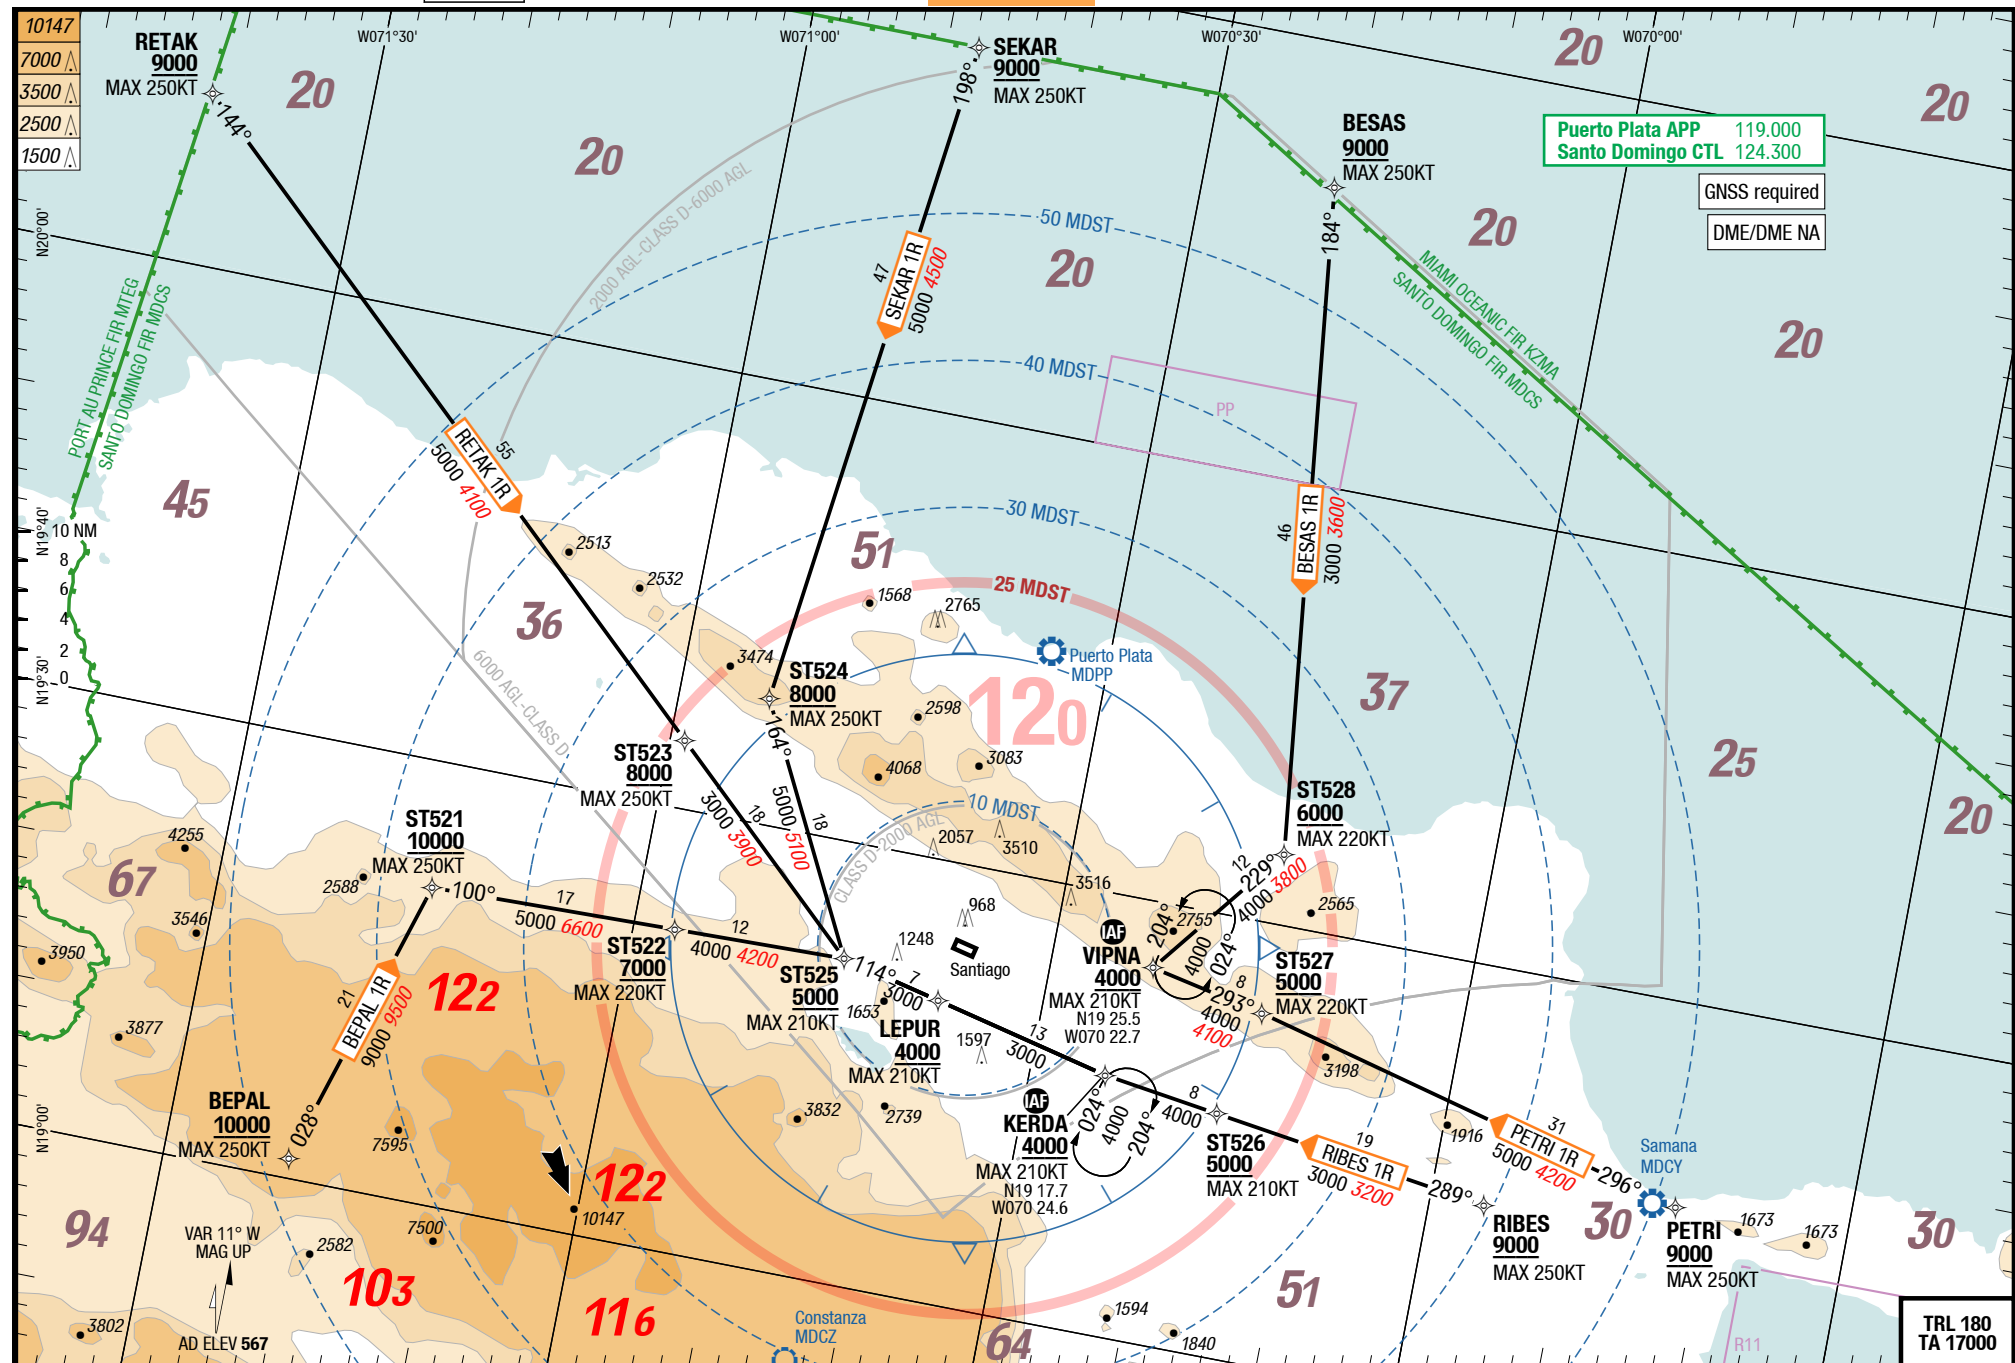 10147
7000
3500
2500
1500
RETAK
9000
MAX 250KT
W071°30'
W071°00'
W070°30'
W070°00'
SEKAR
9000
MAX 250KT
BESAS
9000
MAX 250KT
Puerto Plata APP 119.000
Santo Domingo CTL 124.300
GNSS required
DME/DME NA
20
20
20
20
20
20
20
144°
198°
184°
2000 AGL-CLASS D-6000 AGL
50 MDST
N20°00'
PORT AU PRINCE FIR MTEG
SANTO DOMINGO FIR MDCS
MIAMI OCEANIC FIR KZMA
SANTO DOMINGO FIR MDCS
47
SEKAR 1R
5000 4500
40 MDST
PP
55
RETAK 1R
5000 4100
46
BESAS 1R
3000 3600
30 MDST
45
N19°40'
10 NM
8
6
4
2
0
N19°30'
2513
2532
51
1568
2765
25 MDST
36
6000 AGL-CLASS D
3474
Puerto Plata
MDPP
ST524
8000
MAX 250KT
164°
2598
120
37
25
20
ST523
8000
MAX 250KT
3083
4068
18
3000 3900
18
5000 5100
10 MDST
CLASS D-2000 AGL
2057
3510
3516
ST528
6000
MAX 220KT
229°
12
4000 3800
ST521
10000
MAX 250KT
100°
4255
67
2588
3546
3950
3877
17
5000 6600
12
4000 4200
ST522
7000
MAX 220KT
968
1248
Santiago
IAF
VIPNA
4000
MAX 210KT
N19 25.5
W070 22.7
204°
4000
024°
2755
2565
ST527
5000
MAX 220KT
293°
8
4000
4100
3198
122
21
BEPAL 1R
9000 9500
ST525
5000
MAX 210KT
114°
7
3000
1653
LEPUR
4000
MAX 210KT
1597
13
3000
BEPAL
10000
MAX 250KT
028°
N19°00'
7595
3832
2739
IAF
KERDA
4000
MAX 210KT
N19 17.7
W070 24.6
024°
4000
204°
8
4000
ST526
5000
MAX 210KT
19
RIBES 1R
3000 3200
289°
1916
31
PETRI 1R
5000 4200
296°
Samana
MDCY
RIBES
9000
MAX 250KT
30
PETRI
9000
MAX 250KT
1673
1673
30
94
VAR 11° W
MAG UP
2582
7500
122
10147
103
116
3802
AD ELEV 567
Constanza
MDCZ
64
1594
1840
51
R11
TRL 180
TA 17000